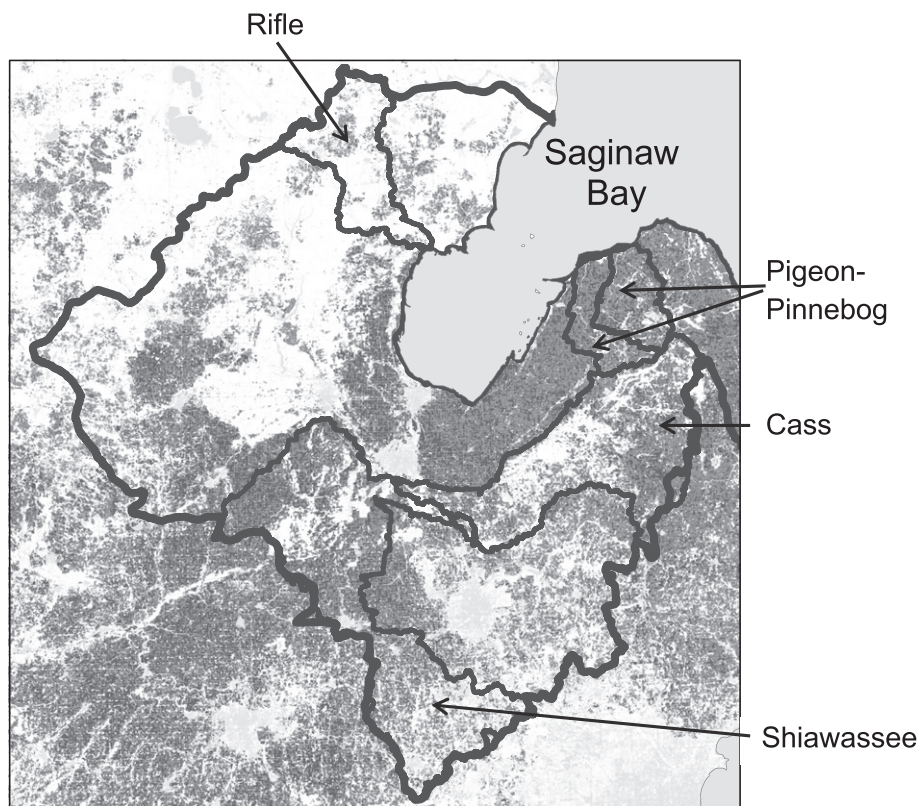 Rifle
Saginaw
Bay
Pigeon-
Pinnebog
Cass
Shiawassee